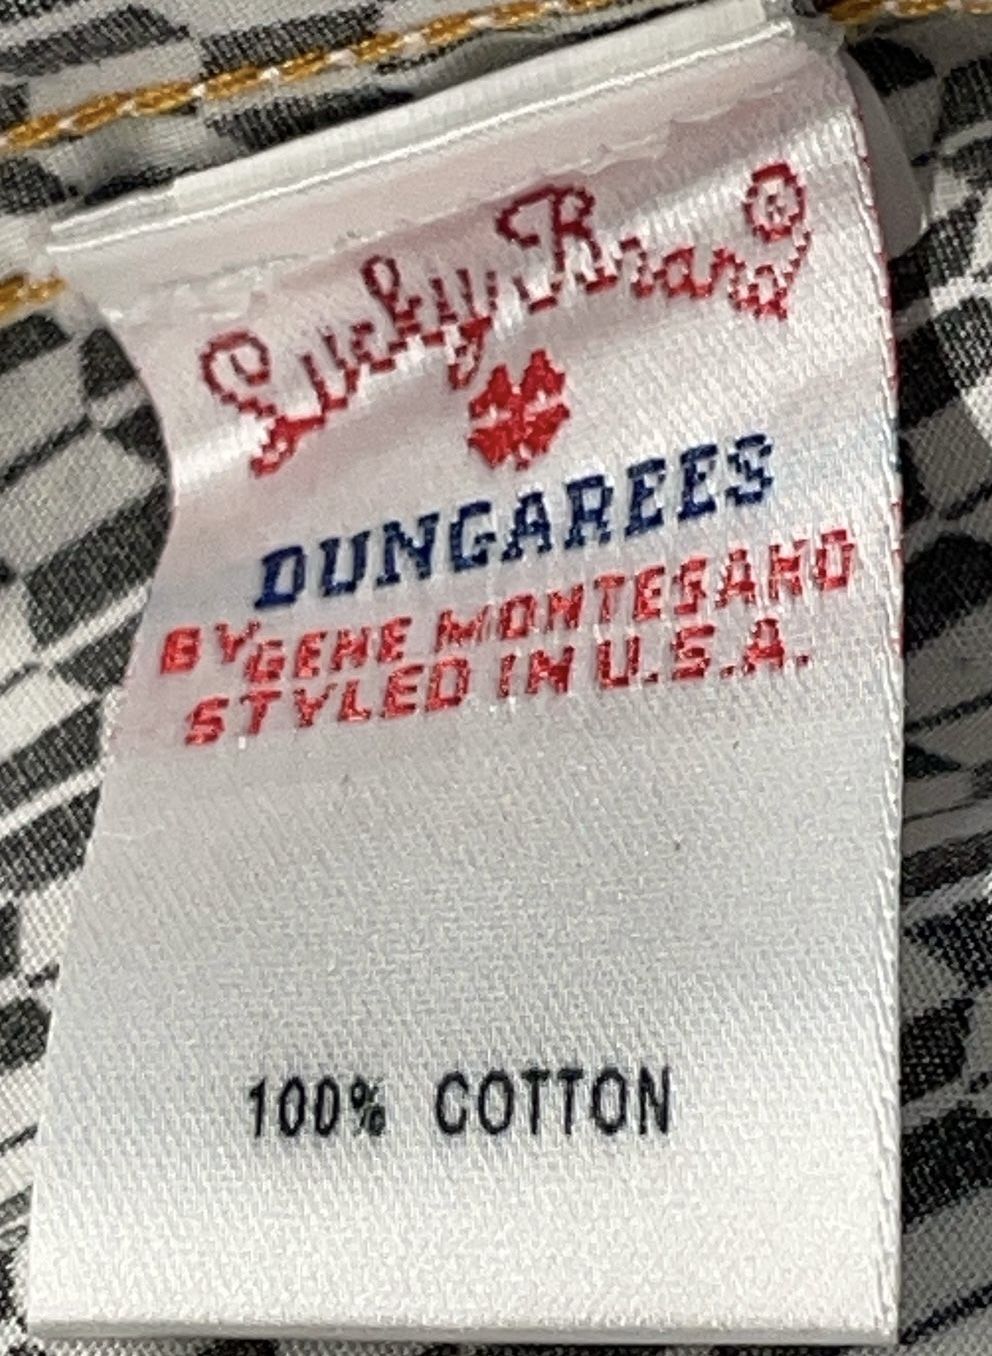 Lucky Brand®
DUNGAREES
BY GENE MONTESANO
STYLED IN U.S.A.
100% COTTON